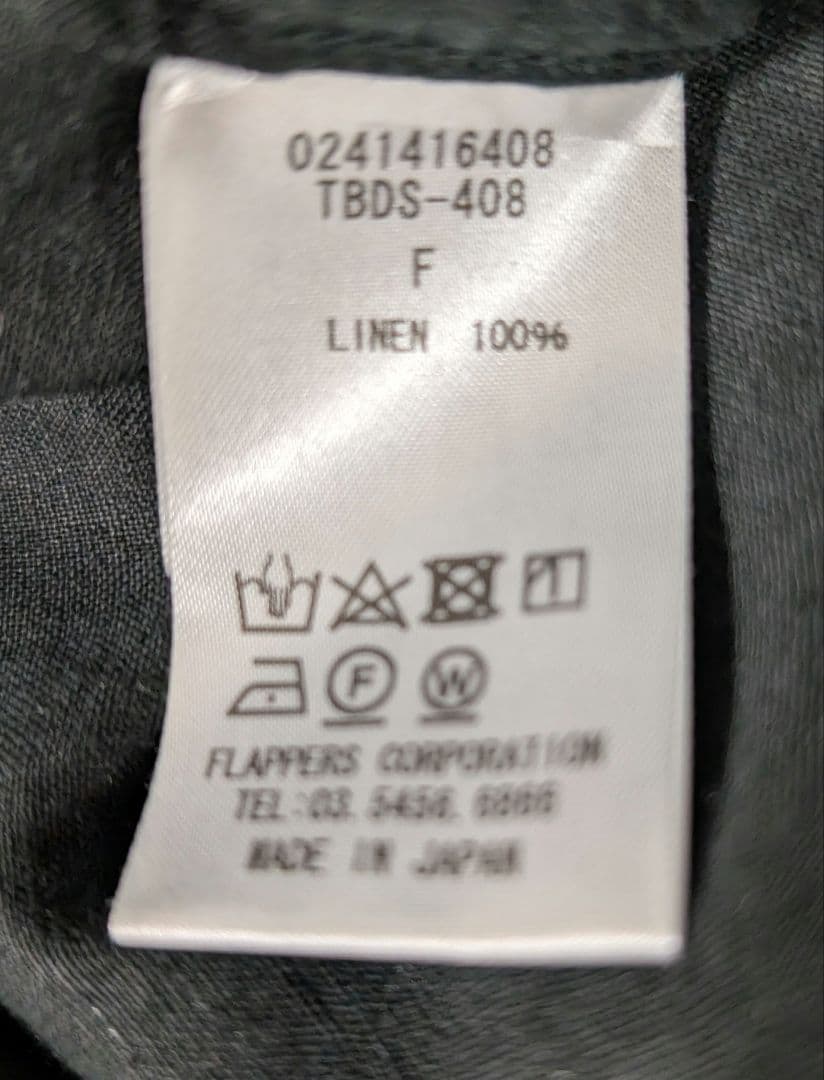 0241416408
TBDS-408
F
LINEN 100%
F W
FLAPPERS CORPORATION
TEL:03. 5456. 6866
MADE IN JAPAN